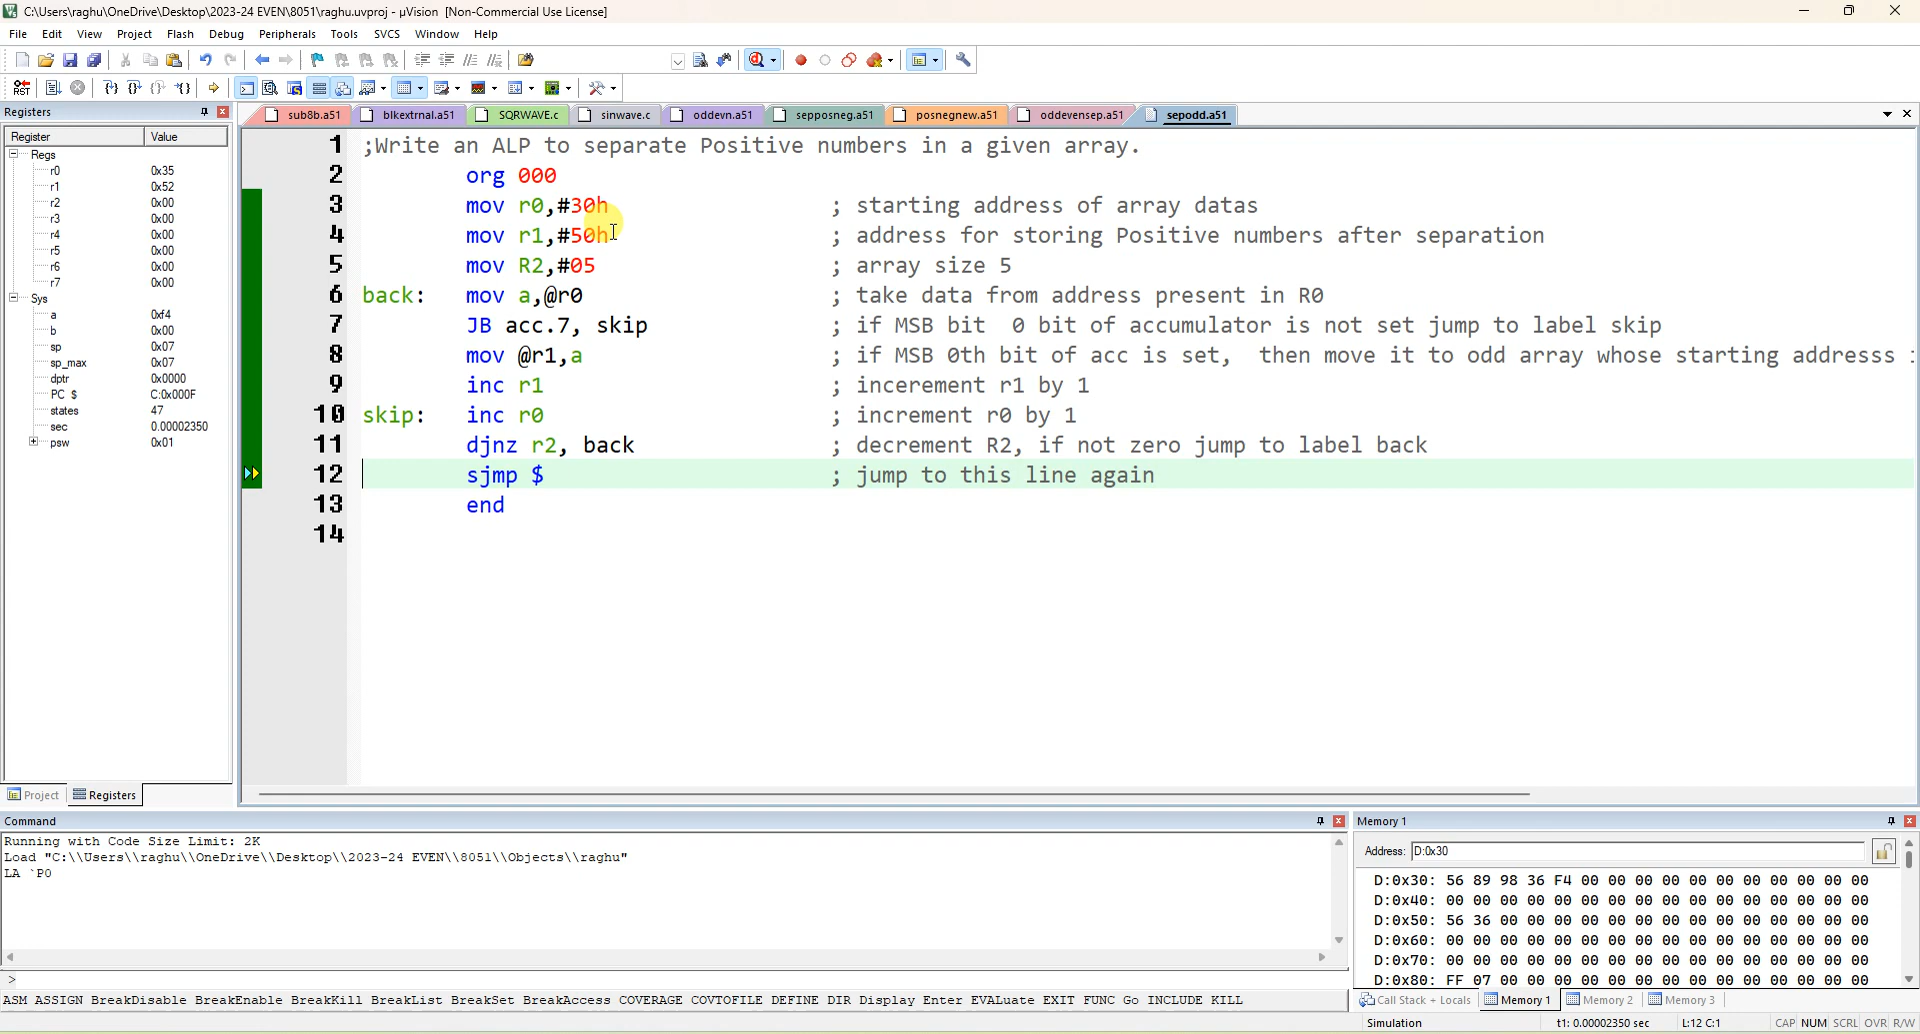 C:\Users\raghu\OneDrive\Desktop\2023-24 EVEN\8051\raghu.uvproj - µVision [Non-Commercial Use License]
File Edit View Project Flash Debug Peripherals Tools SVCS Window Help
RST
Registers
Register Value
Regs
r0 0x35
r1 0x52
r2 0x00
r3 0x00
r4 0x00
r5 0x00
r6 0x00
r7 0x00
Sys
a 0xf4
b 0x00
sp 0x07
sp_max 0x07
dptr 0x0000
PC $ C:0x000F
states 47
sec 0.00002350
psw 0x01
Project Registers
sub8b.a51 blkextrnal.a51 SQRWAVE.c sinwave.c oddevn.a51 sepposneg.a51 posnegnew.a51 oddevensep.a51 sepodd.a51
1 ;Write an ALP to separate Positive numbers in a given array.
2 org 000
3 mov r0,#30h ; starting address of array datas
4 mov r1,#50h ; address for storing Positive numbers after separation
5 mov R2,#05 ; array size 5
6 back: mov a,@r0 ; take data from address present in R0
7 JB acc.7, skip ; if MSB bit 0 bit of accumulator is not set jump to label skip
8 mov @r1,a ; if MSB 0th bit of acc is set, then move it to odd array whose starting addresss
9 inc r1 ; incerement r1 by 1
10 skip: inc r0 ; increment r0 by 1
11 djnz r2, back ; decrement R2, if not zero jump to label back
12 sjmp $ ; jump to this line again
13 end
14
Command
Running with Code Size Limit: 2K
Load "C:\\Users\\raghu\\OneDrive\\Desktop\\2023-24 EVEN\\8051\\Objects\\raghu"
LA `P0
>
ASM ASSIGN BreakDisable BreakEnable BreakKill BreakList BreakSet BreakAccess COVERAGE COVTOFILE DEFINE DIR Display Enter EVALuate EXIT FUNC Go INCLUDE KILL
Memory 1
Address: D:0x30
D:0x30: 56 89 98 36 F4 00 00 00 00 00 00 00 00 00 00 00
D:0x40: 00 00 00 00 00 00 00 00 00 00 00 00 00 00 00 00
D:0x50: 56 36 00 00 00 00 00 00 00 00 00 00 00 00 00 00
D:0x60: 00 00 00 00 00 00 00 00 00 00 00 00 00 00 00 00
D:0x70: 00 00 00 00 00 00 00 00 00 00 00 00 00 00 00 00
D:0x80: FF 07 00 00 00 00 00 00 00 00 00 00 00 00 00 00
Call Stack + Locals Memory 1 Memory 2 Memory 3
Simulation t1: 0.00002350 sec L:12 C:1 CAP NUM SCRL OVR R/W